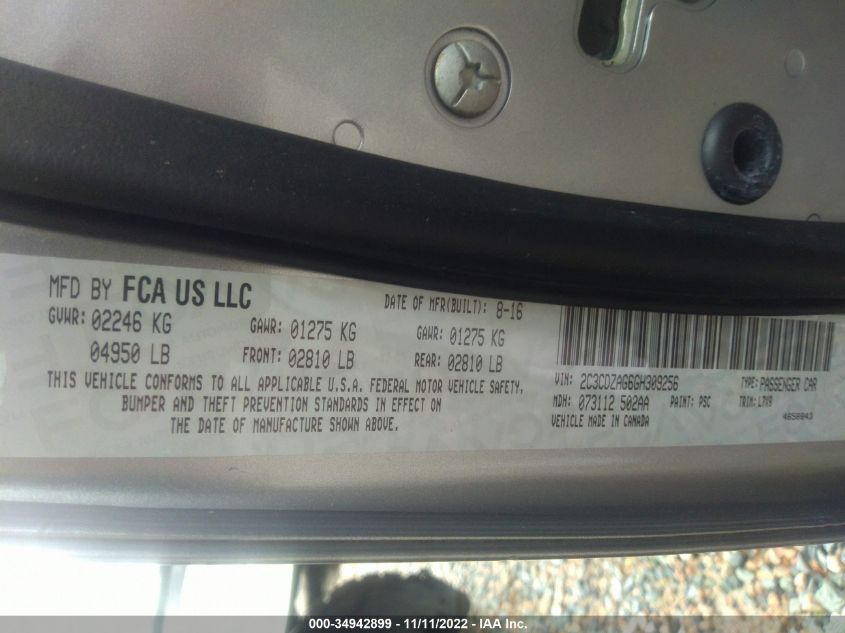 MFD BY FCA US LLC
DATE OF MFR(BUILT): 8-16
GVWR: 02246 KG
GAWR: 01275 KG
GAWR: 01275 KG
04950 LB
FRONT: 02810 LB
REAR: 02810 LB
THIS VEHICLE CONFORMS TO ALL APPLICABLE U.S.A. FEDERAL MOTOR VEHICLE SAFETY,
BUMPER AND THEFT PREVENTION STANDARDS IN EFFECT ON
THE DATE OF MANUFACTURE SHOWN ABOVE.
VIN: 2C3CDZAG6GH309256
TYPE: PASSENGER CAR
MDH: 073112 502AA
PAINT: PSC
TRIM: L7X9
VEHICLE MADE IN CANADA
000-34942899 • 11/11/2022 • IAA Inc.